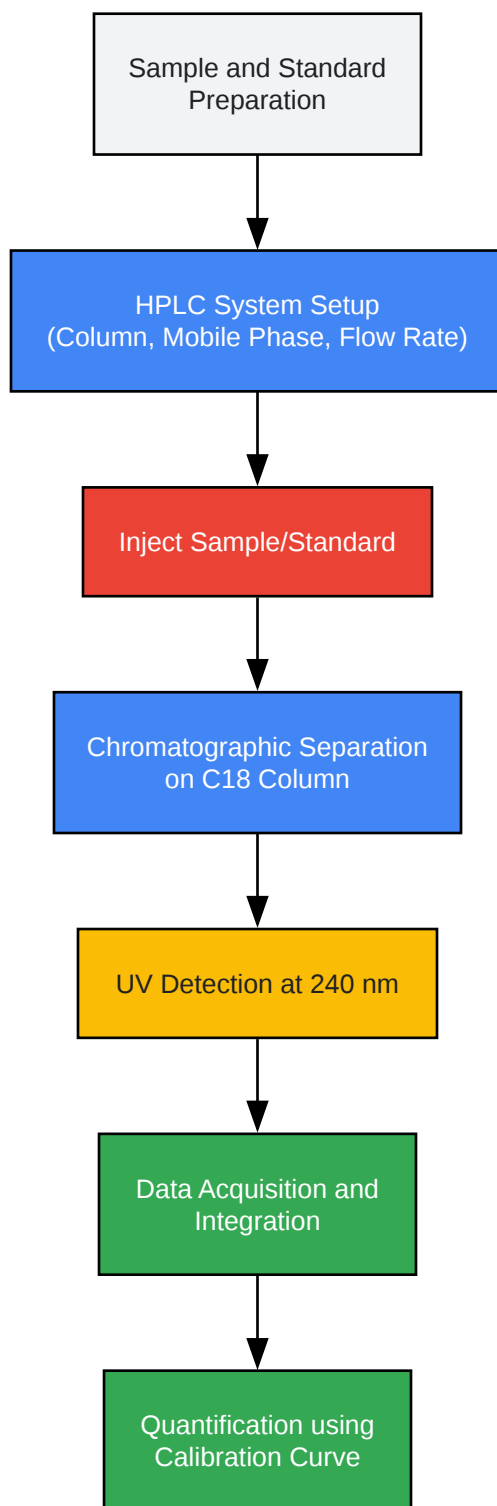 Sample and Standard
Preparation
HPLC System Setup
(Column, Mobile Phase, Flow Rate)
Inject Sample/Standard
Chromatographic Separation
on C18 Column
UV Detection at 240 nm
Data Acquisition and
Integration
Quantification using
Calibration Curve